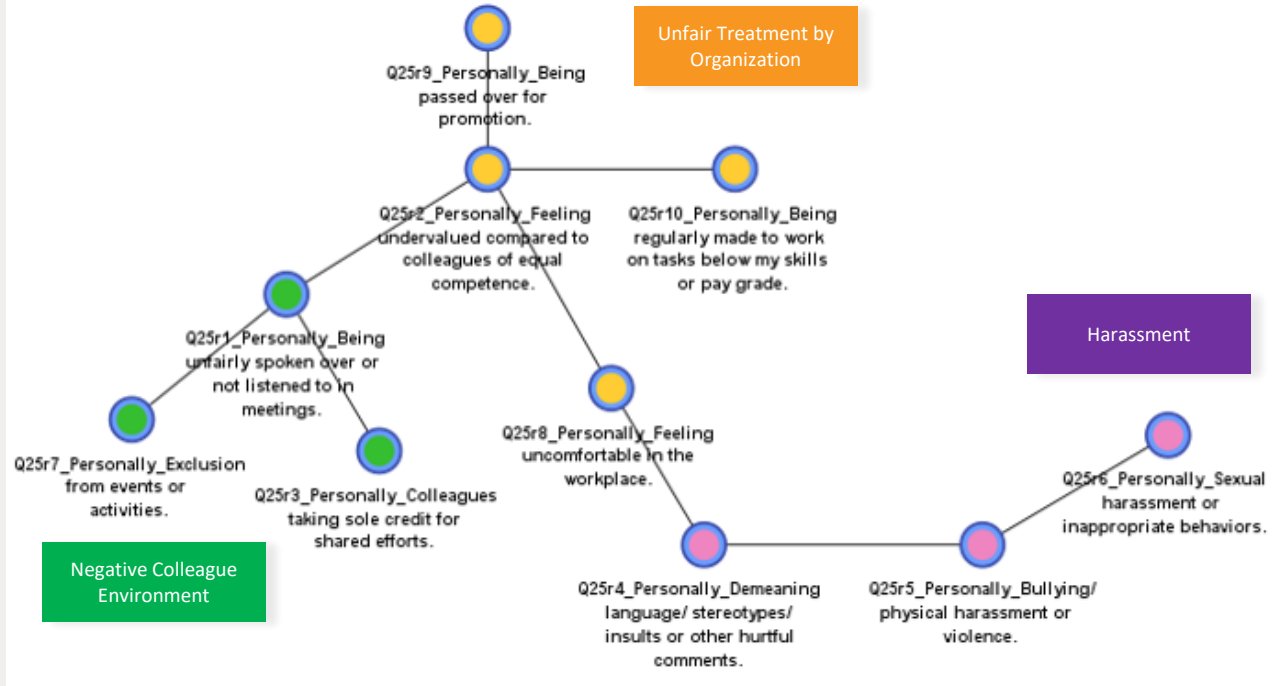 Unfair Treatment by
Organization
Q25r9_Personally_Being
passed over for
promotion.
Q25r2_Personally_Feeling
undervalued compared to
colleagues of equal
competence.
Q25r10_Personally_Being
regularly made to work
on tasks below my skills
or pay grade.
Harassment
Q25r1_Personally_Being
unfairly spoken over or
not listened to in
meetings.
Q25r8_Personally_Feeling
uncomfortable in the
workplace.
Q25r7_Personally_Exclusion
from events or
activities.
Q25r3_Personally_Colleagues
taking sole credit for
shared efforts.
Q25r6_Personally_Sexual
harassment or
inappropriate behaviors.
Negative Colleague
Environment
Q25r4_Personally_Demeaning
language/ stereotypes/
insults or other hurtful
comments.
Q25r5_Personally_Bullying/
physical harassment or
violence.